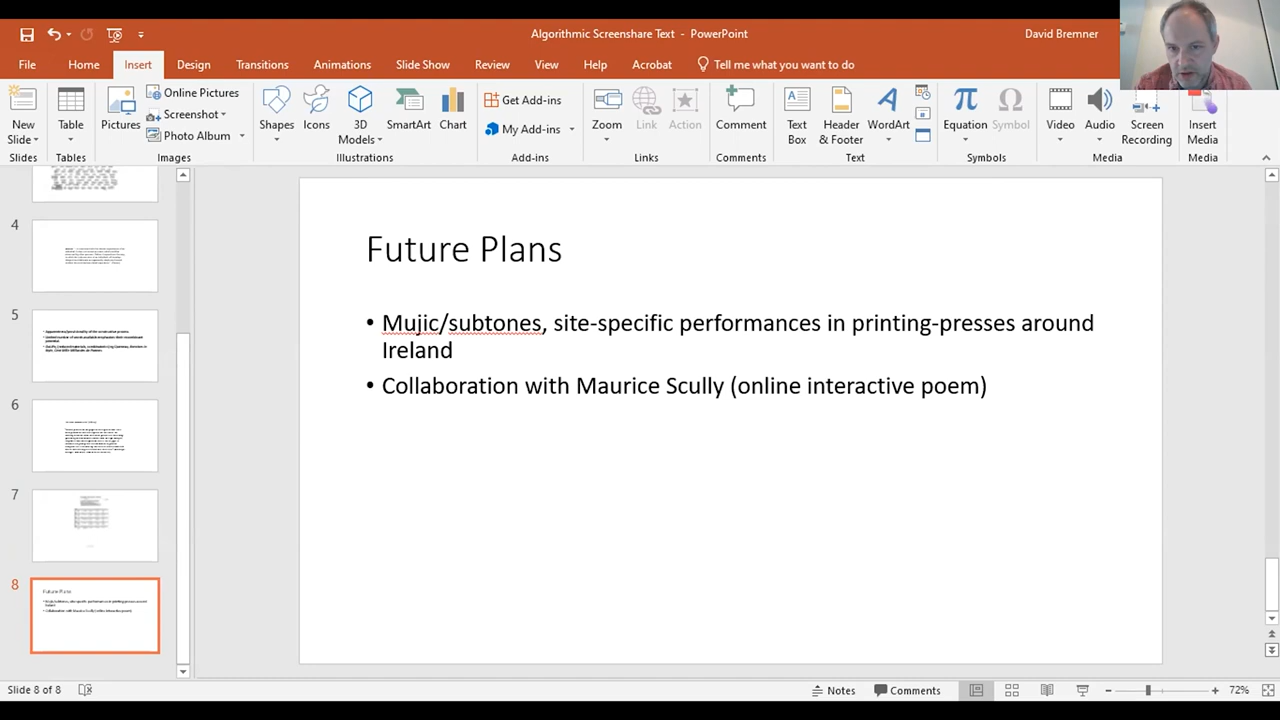 Algorithmic Screenshare Text - PowerPoint
David Bremner
File Home Insert Design Transitions Animations Slide Show Review View Help Acrobat Tell me what you want to do
New Slide
Slides
Table
Tables
Pictures
Online Pictures
Screenshot
Photo Album
Images
Shapes
Icons
3D Models
SmartArt
Chart
Illustrations
Get Add-ins
My Add-ins
Add-ins
Zoom
Link
Action
Links
Comment
Comments
Text Box
Header & Footer
WordArt
Text
Equation
Symbol
Symbols
Video
Audio
Screen Recording
Media
Insert Media
Media
4
5
6
7
8
Future Plans
• Mujic/subtones, site-specific performances in printing-presses around
Ireland
• Collaboration with Maurice Scully (online interactive poem)
Slide 8 of 8
Notes
Comments
72%